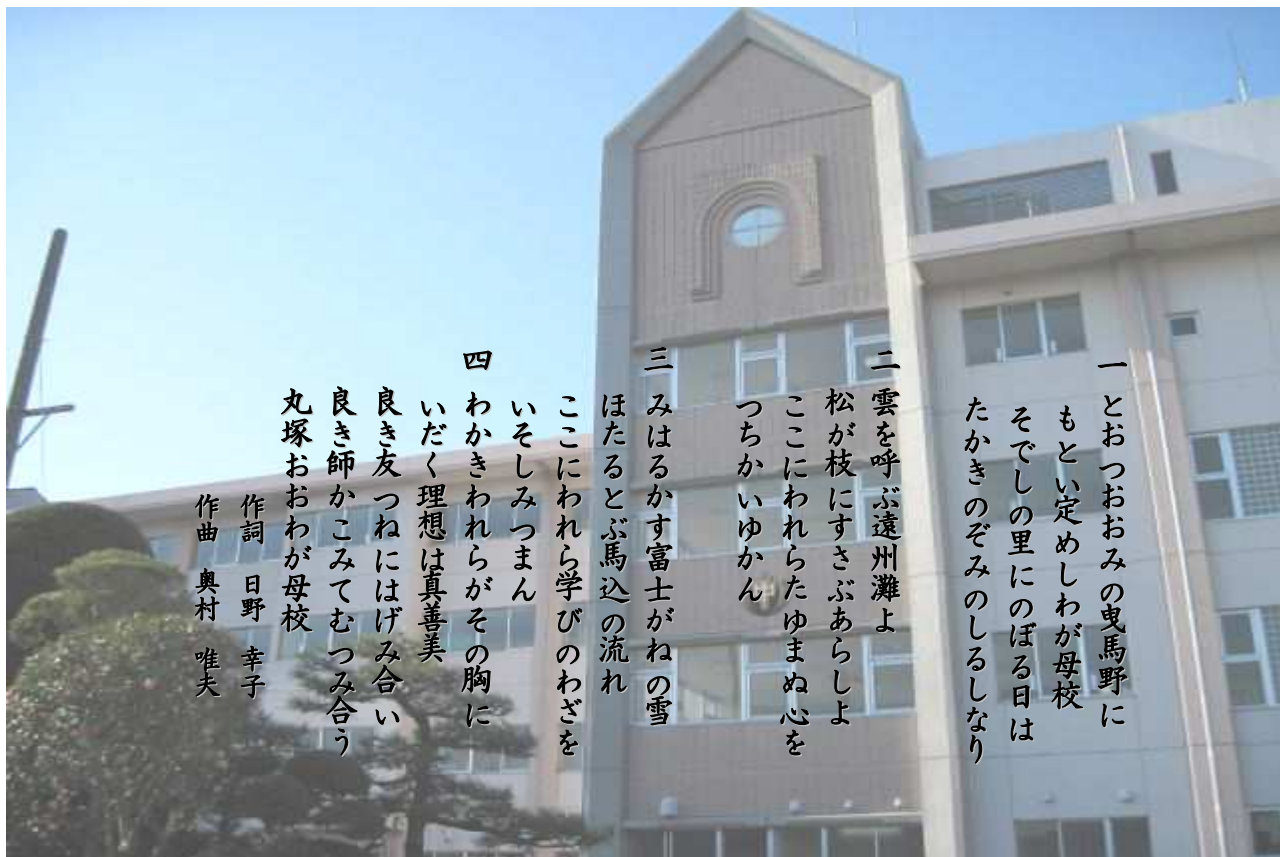 一 とおつおおみの曳馬野に
もとい定めしわが母校
そでしの里にのぼる日は
たかきのぞみのしるしなり
二 雲を呼ぶ遠州灘よ
松が枝にすさぶあらしよ
ここにわれらたゆまぬ心を
つちかいゆかん
三 みはるかす富士がねの雪
ほたるとぶ馬込の流れ
ここにわれら学びのわざを
いそしみつまん
四 わかきわれらがその胸に
いだく理想は真善美
良き友つねにはげみ合い
良き師かこみてむつみ合う
丸塚おおわが母校
作詞 日野 幸子
作曲 奥村 唯夫